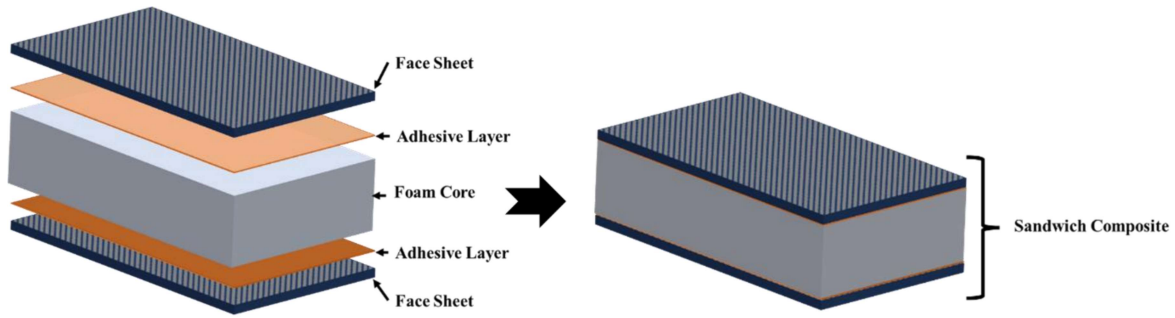 Face Sheet
Adhesive Layer
Foam Core
Adhesive Layer
Face Sheet
Sandwich Composite